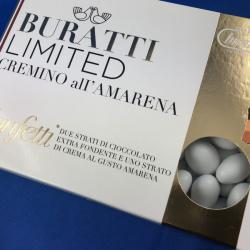 BURATTI
LIMITED
CREMINO all'AMARENA
Confetti
DUE STRATI DI CIOCCOLATO
EXTRA FONDENTE E UNO STRATO
DI CREMA AL GUSTO AMARENA